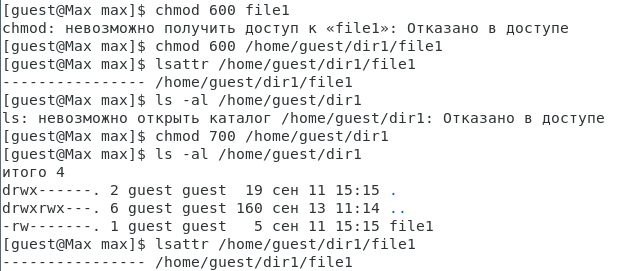 [guest@Max max]$ chmod 600 file1
chmod: невозможно получить доступ к «file1»: Отказано в доступе
[guest@Max max]$ chmod 600 /home/guest/dir1/file1
[guest@Max max]$ lsattr /home/guest/dir1/file1
---------------- /home/guest/dir1/file1
[guest@Max max]$ ls -al /home/guest/dir1
ls: невозможно открыть каталог /home/guest/dir1: Отказано в доступе
[guest@Max max]$ chmod 700 /home/guest/dir1
[guest@Max max]$ ls -al /home/guest/dir1
итого 4
drwx------. 2 guest guest  19 сен 11 15:15 .
drwxrwx---. 6 guest guest 160 сен 13 11:14 ..
-rw-------. 1 guest guest   5 сен 11 15:15 file1
[guest@Max max]$ lsattr /home/guest/dir1/file1
---------------- /home/guest/dir1/file1